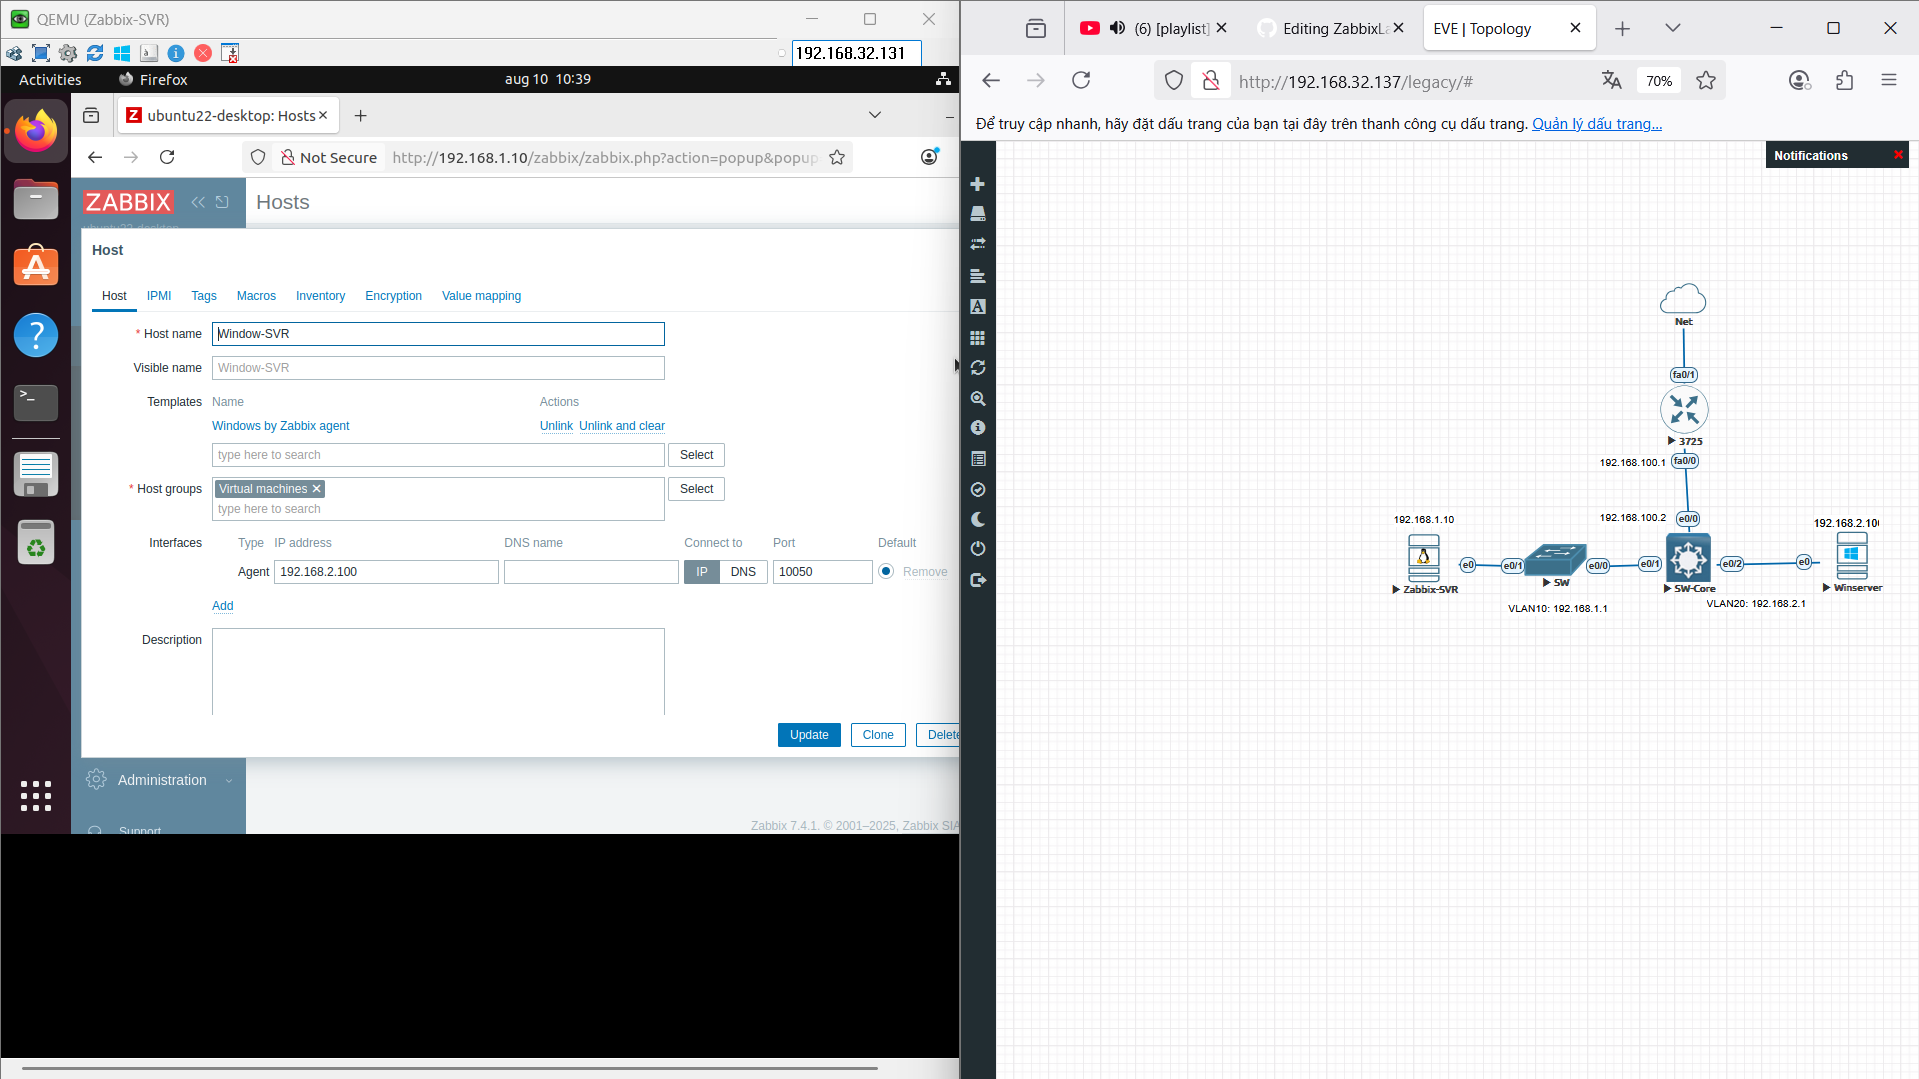 QEMU (Zabbix-SVR)
192.168.32.131
Activities
Firefox
aug 10 10:39
ubuntu22-desktop: Hosts
Not Secure
http://192.168.1.10/zabbix/zabbix.php?action=popup&popup
ZABBIX
Hosts
ubuntu22-desktop
Host
Host
IPMI
Tags
Macros
Inventory
Encryption
Value mapping
* Host name
Window-SVR
Visible name
Window-SVR
Templates
Name
Actions
Windows by Zabbix agent
Unlink
Unlink and clear
type here to search
Select
* Host groups
Virtual machines
Select
type here to search
Interfaces
Type
IP address
DNS name
Connect to
Port
Default
Agent
192.168.2.100
IP
DNS
10050
Remove
Add
Description
Update
Clone
Delete
Administration
Support
Zabbix 7.4.1. © 2001–2025, Zabbix SIA
(6) [playlist]
Editing ZabbixLa
EVE | Topology
http://192.168.32.137/legacy/#
70%
Để truy cập nhanh, hãy đặt dấu trang của bạn tại đây trên thanh công cụ dấu trang. Quản lý dấu trang...
Notifications
Net
fa0/1
3725
192.168.100.1
fa0/0
192.168.1.10
192.168.100.2
e0/0
192.168.2.10
e0
e0/1
e0/0
e0/1
e0/2
e0
Zabbix-SVR
SW
SW-Core
Winserver
VLAN10: 192.168.1.1
VLAN20: 192.168.2.1